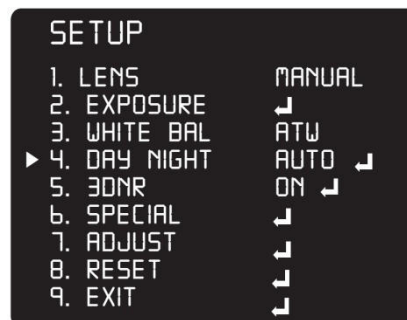 SETUP
1. LENS MANUAL
2. EXPOSURE ↲
3. WHITE BAL ATW
▶ 4. DAY NIGHT AUTO ↲
5. 3DNR ON ↲
6. SPECIAL ↲
7. ADJUST ↲
8. RESET ↲
9. EXIT ↲